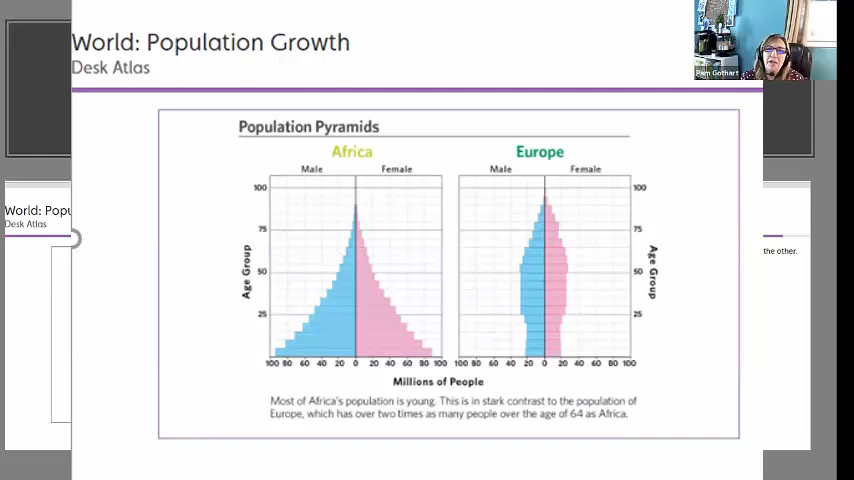 World: Population Growth
Desk Atlas
Pam Gothart
Population Pyramids
Africa
Europe
Male Female
Male Female
100
75
50
25
100
75
50
25
Age Group
Age Group
100 80 60 40 20 0 20 40 60 80 100
100 80 60 40 20 0 20 40 60 80 100
Millions of People
Most of Africa's population is young. This is in stark contrast to the population of
Europe, which has over two times as many people over the age of 64 as Africa.
World: Popu
Desk Atlas
the other.